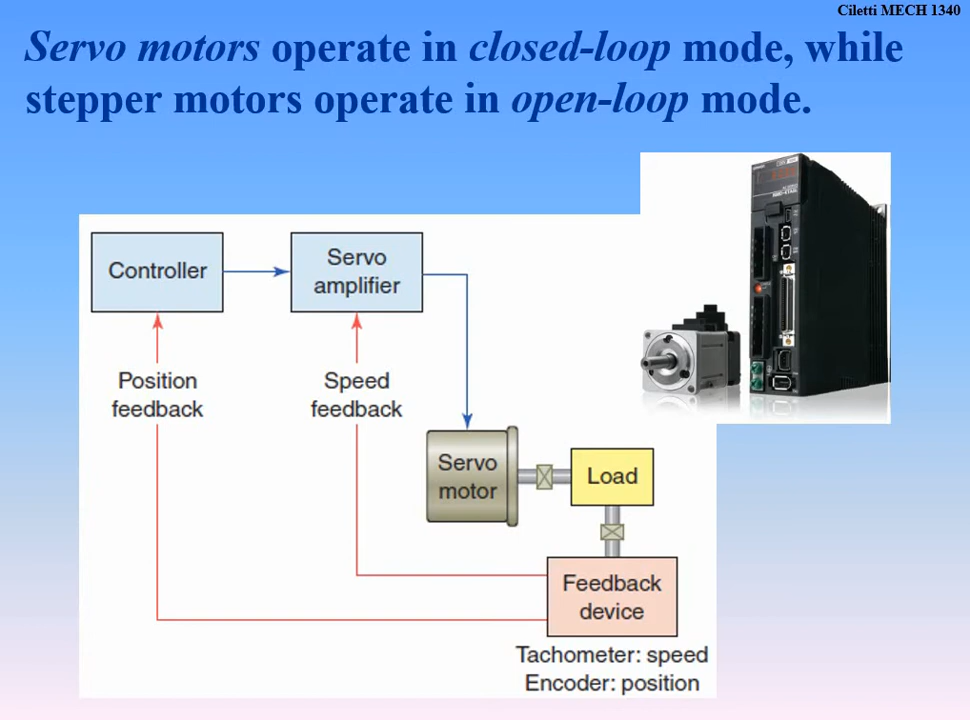 Ciletti MECH 1340
Servo motors operate in closed-loop mode, while
stepper motors operate in open-loop mode.
Controller
Servo
amplifier
Position
feedback
Speed
feedback
Servo
motor
Load
Feedback
device
Tachometer: speed
Encoder: position